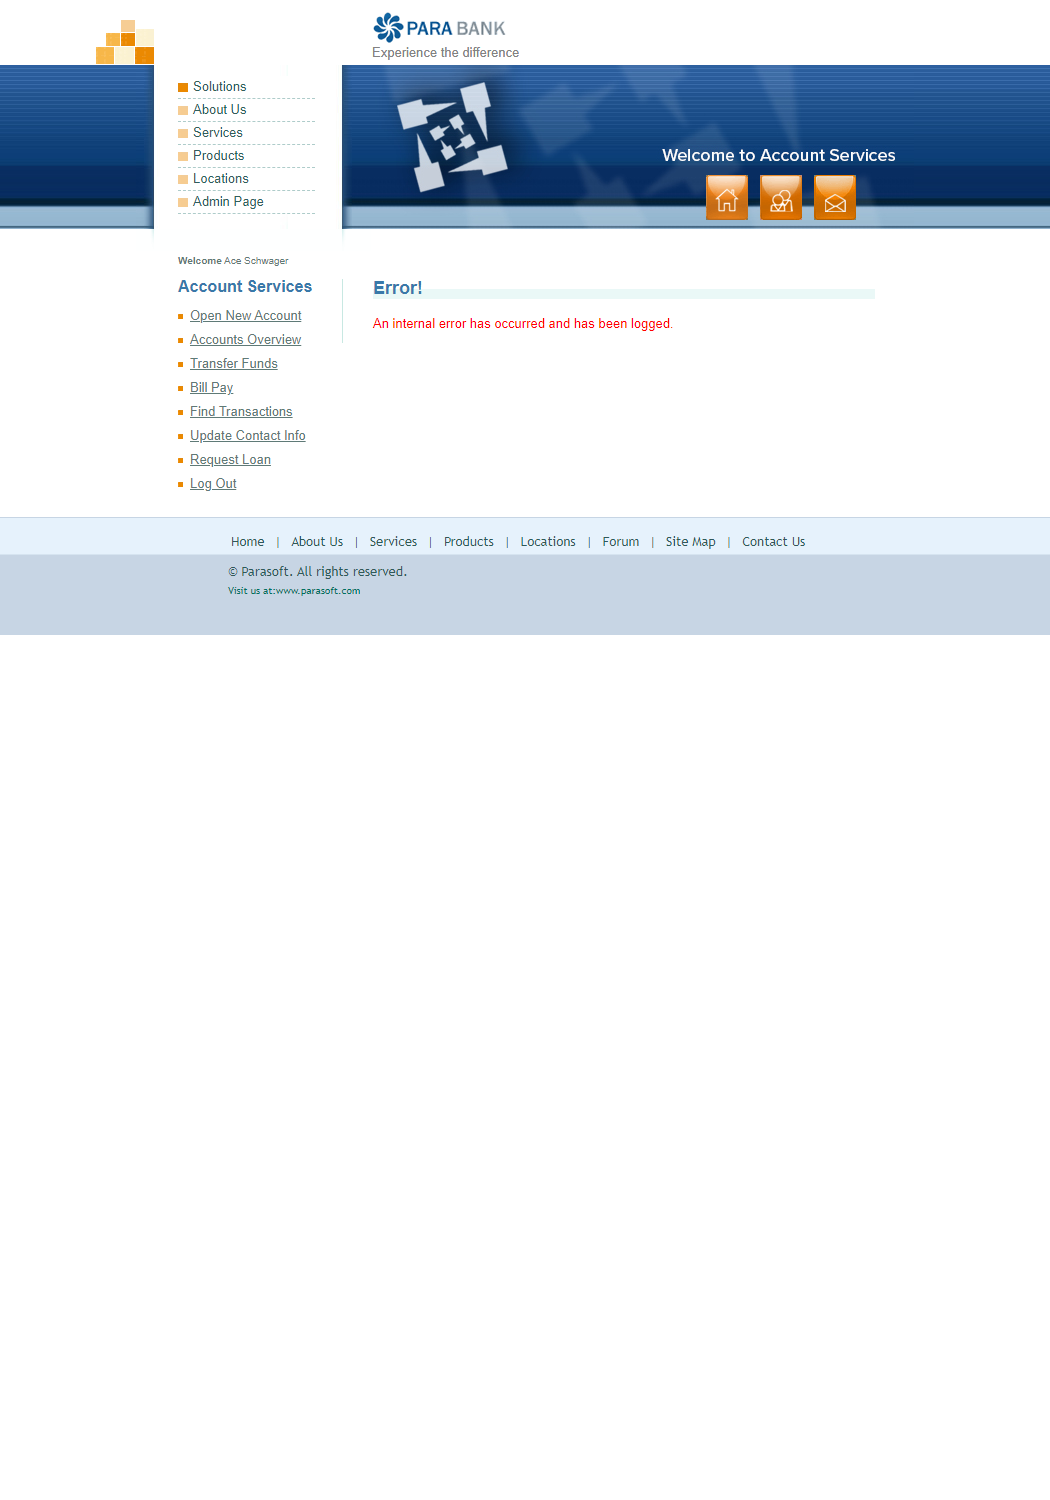 PARA BANK
Experience the difference
Solutions
About Us
Services
Products
Locations
Admin Page
Welcome to Account Services
Welcome Ace Schwager
Account Services
Open New Account
Accounts Overview
Transfer Funds
Bill Pay
Find Transactions
Update Contact Info
Request Loan
Log Out
Error!
An internal error has occurred and has been logged.
Home | About Us | Services | Products | Locations | Forum | Site Map | Contact Us
© Parasoft. All rights reserved.
Visit us at:www.parasoft.com